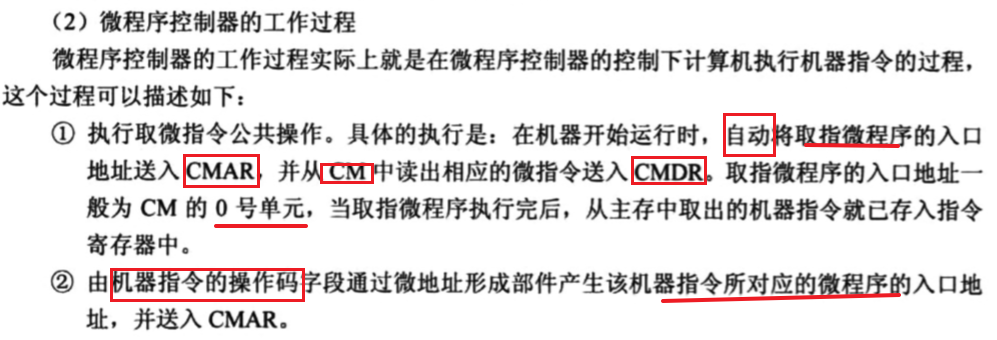 （2）微程序控制器的工作过程
微程序控制器的工作过程实际上就是在微程序控制器的控制下计算机执行机器指令的过程，
这个过程可以描述如下：
① 执行取微指令公共操作。具体的执行是：在机器开始运行时，自动将取指微程序的入口
地址送入 CMAR，并从 CM 中读出相应的微指令送入 CMDR。取指微程序的入口地址一
般为 CM 的 0 号单元，当取指微程序执行完后，从主存中取出的机器指令就已存入指令
寄存器中。
② 由机器指令的操作码字段通过微地址形成部件产生该机器指令所对应的微程序的入口地
址，并送入 CMAR。